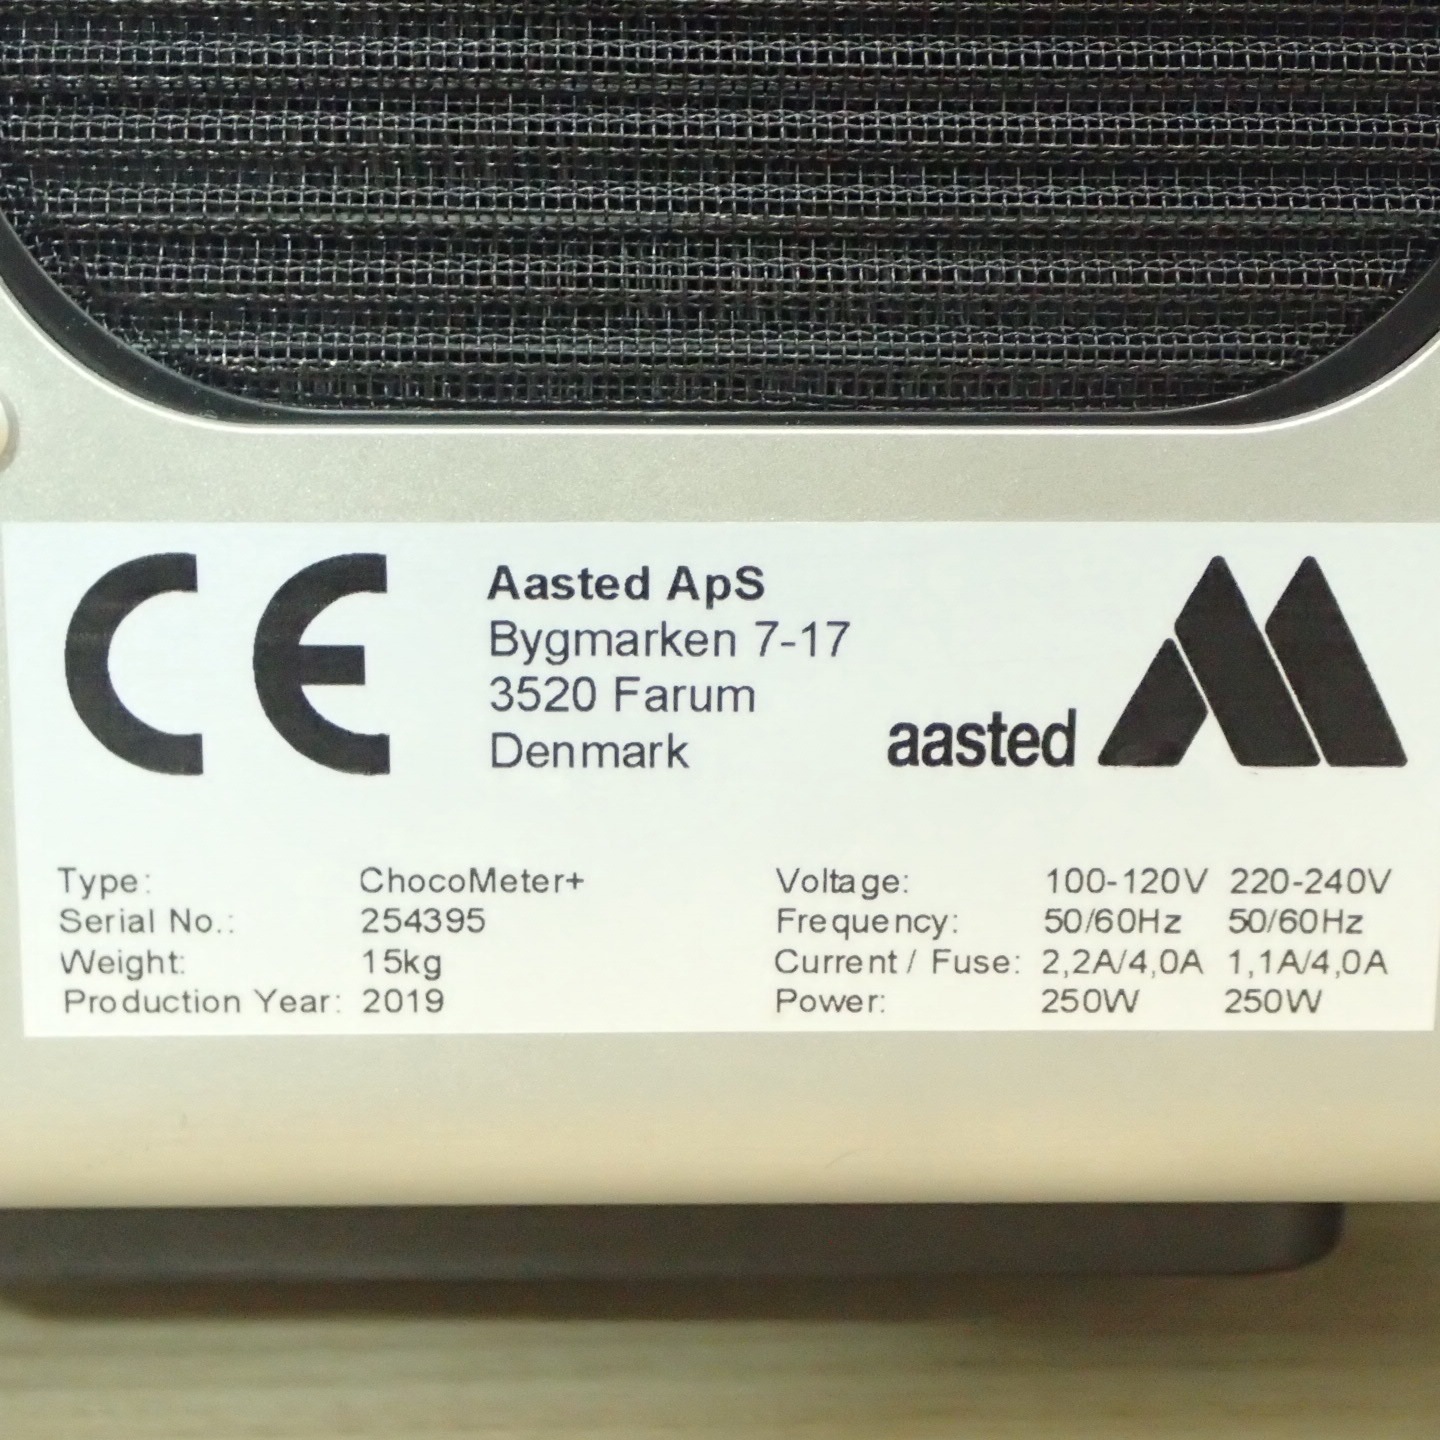 CE
Aasted ApS
Bygmarken 7-17
3520 Farum
Denmark
aasted
Type: ChocoMeter+
Serial No.: 254395
Weight: 15kg
Production Year: 2019
Voltage: 100-120V 220-240V
Frequency: 50/60Hz 50/60Hz
Current / Fuse: 2,2A/4,0A 1,1A/4,0A
Power: 250W 250W